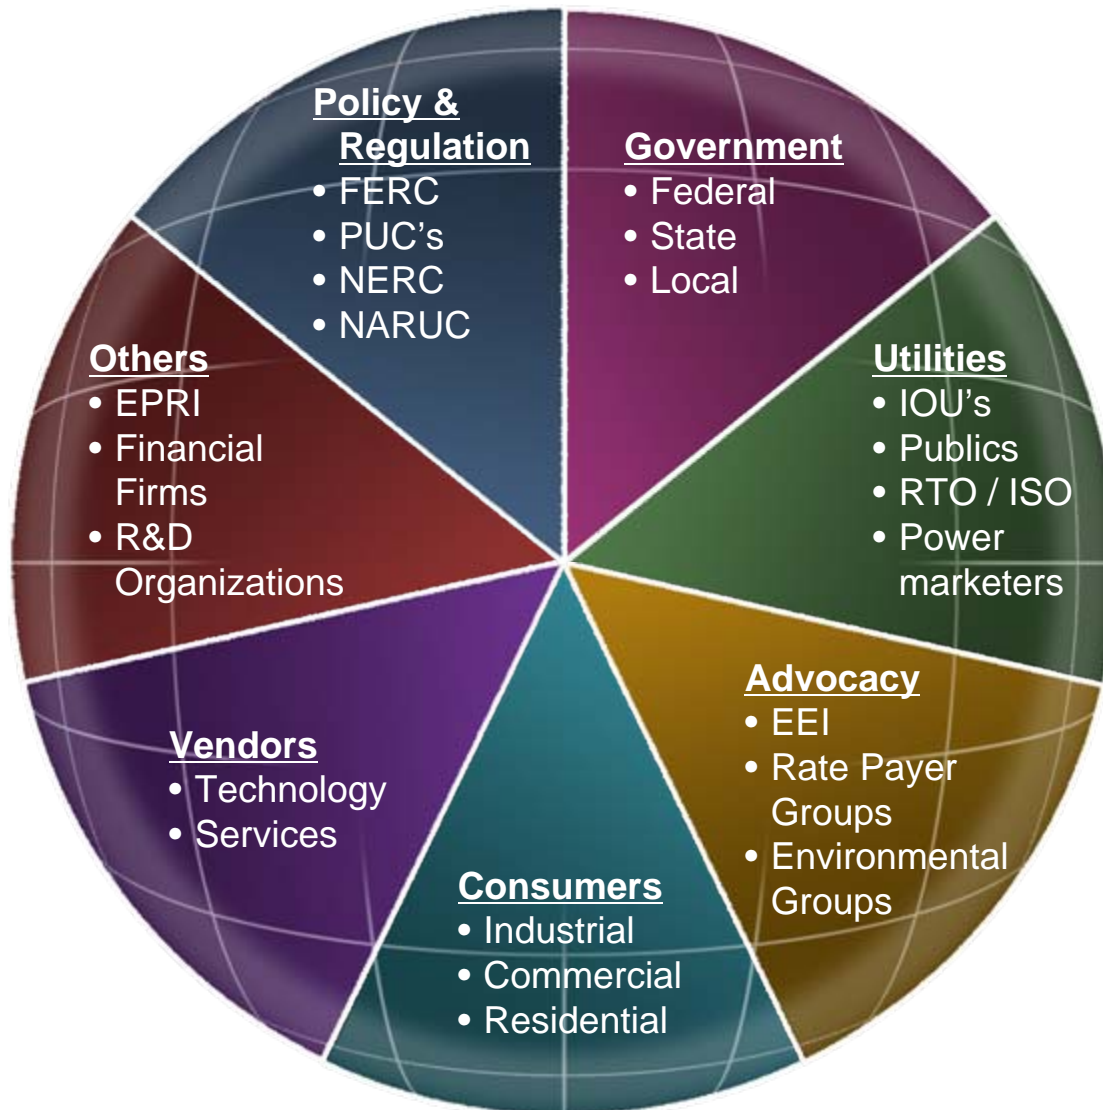 Policy &
Regulation
• FERC
• PUC's
• NERC
• NARUC
Government
• Federal
• State
• Local
Utilities
• IOU's
• Publics
• RTO / ISO
• Power
marketers
Advocacy
• EEI
• Rate Payer
Groups
• Environmental
Groups
Consumers
• Industrial
• Commercial
• Residential
Vendors
• Technology
• Services
Others
• EPRI
• Financial
Firms
• R&D
Organizations